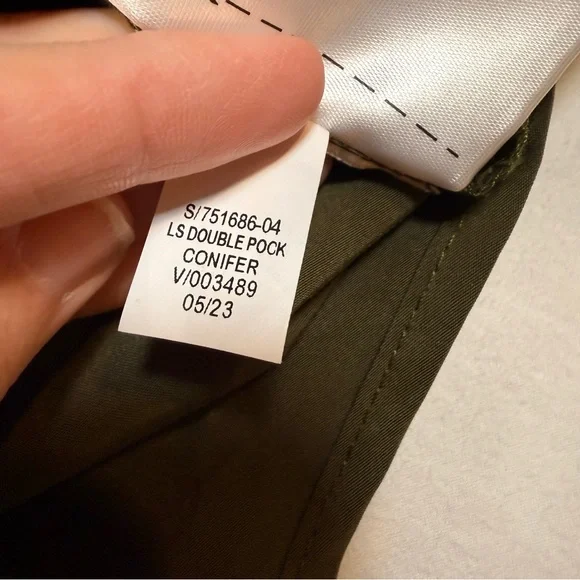 S/751686-04
LS DOUBLE POCK
CONIFER
V/003489
05/23